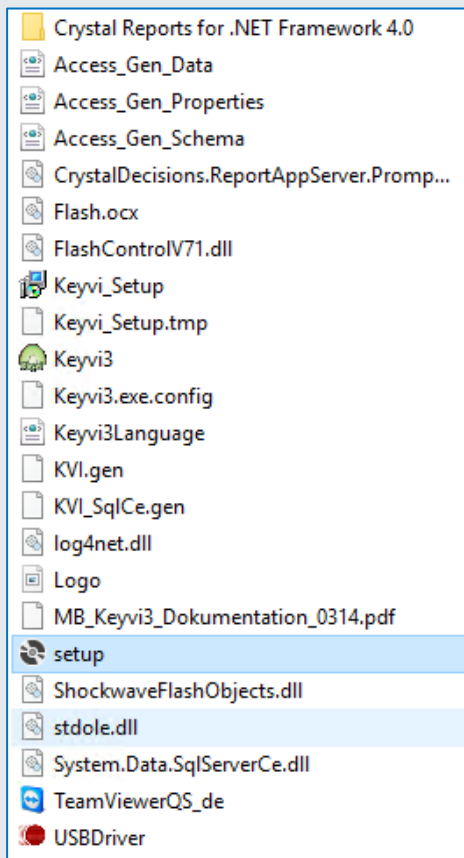 Crystal Reports for .NET Framework 4.0
Access_Gen_Data
Access_Gen_Properties
Access_Gen_Schema
CrystalDecisions.ReportAppServer.Promp...
Flash.ocx
FlashControlV71.dll
Keyvi_Setup
Keyvi_Setup.tmp
Keyvi3
Keyvi3.exe.config
Keyvi3Language
KVI.gen
KVI_SqlCe.gen
log4net.dll
Logo
MB_Keyvi3_Dokumentation_0314.pdf
setup
ShockwaveFlashObjects.dll
stdole.dll
System.Data.SqlServerCe.dll
TeamViewerQS_de
USBDriver